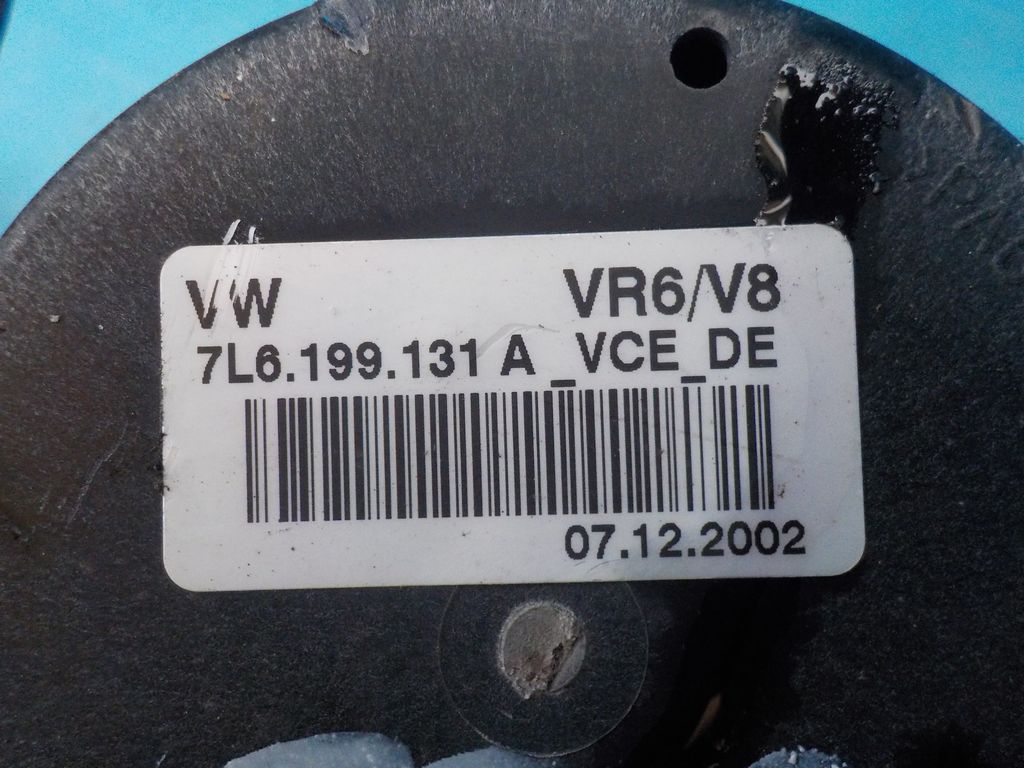 VW VR6/V8
7L6.199.131 A _VCE_DE
07.12.2002